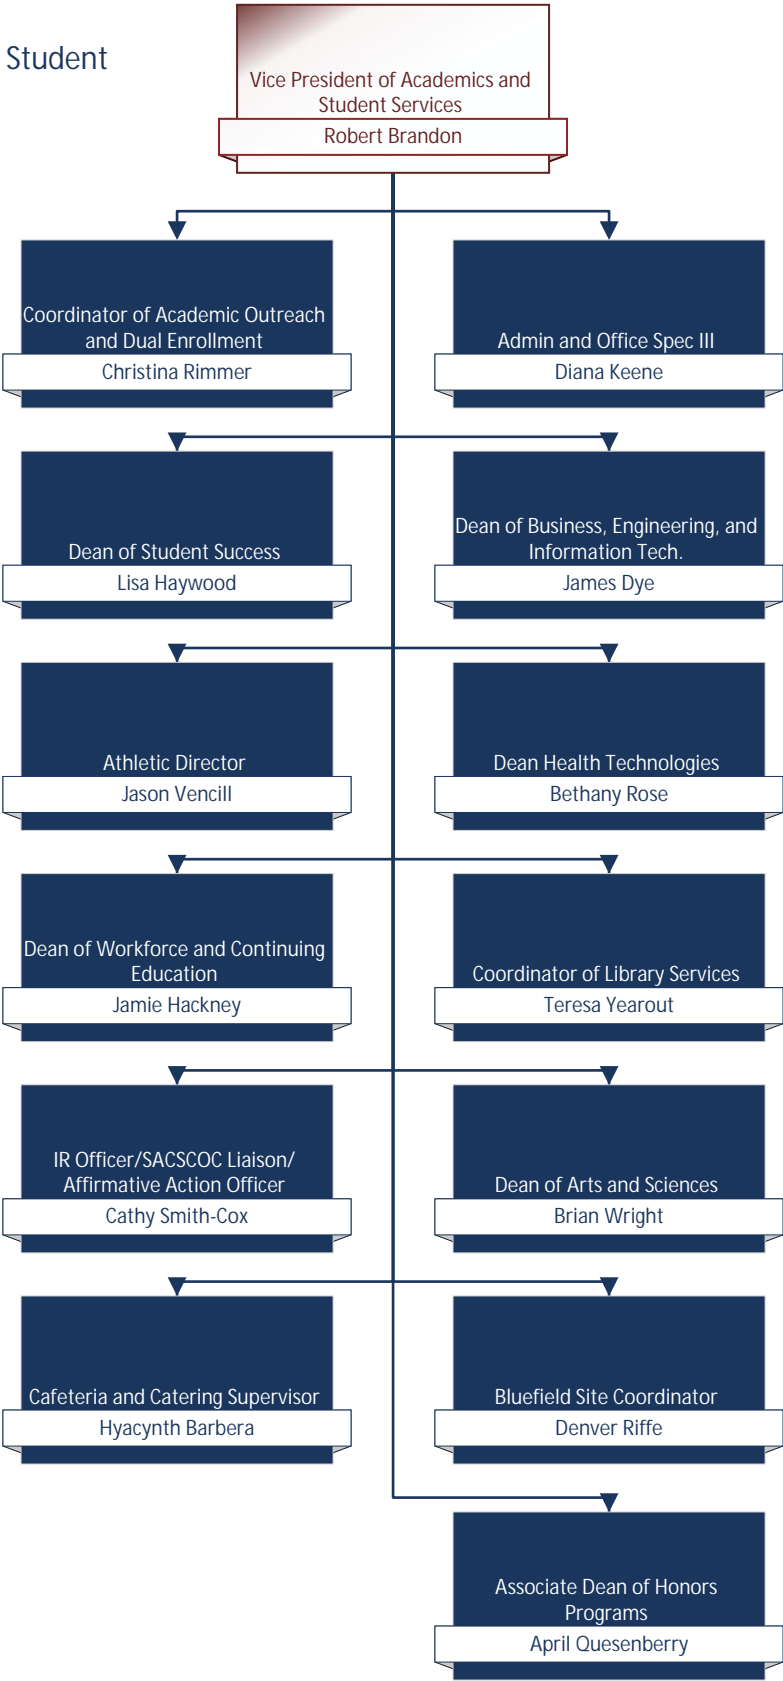 Student
Vice President of Academics and
Student Services
Robert Brandon
Coordinator of Academic Outreach
and Dual Enrollment
Christina Rimmer
Admin and Office Spec III
Diana Keene
Dean of Student Success
Lisa Haywood
Dean of Business, Engineering, and
Information Tech.
James Dye
Athletic Director
Jason Vencill
Dean Health Technologies
Bethany Rose
Dean of Workforce and Continuing
Education
Jamie Hackney
Coordinator of Library Services
Teresa Yearout
IR Officer/SACSCOC Liaison/
Affirmative Action Officer
Cathy Smith-Cox
Dean of Arts and Sciences
Brian Wright
Cafeteria and Catering Supervisor
Hyacynth Barbera
Bluefield Site Coordinator
Denver Riffe
Associate Dean of Honors
Programs
April Quesenberry